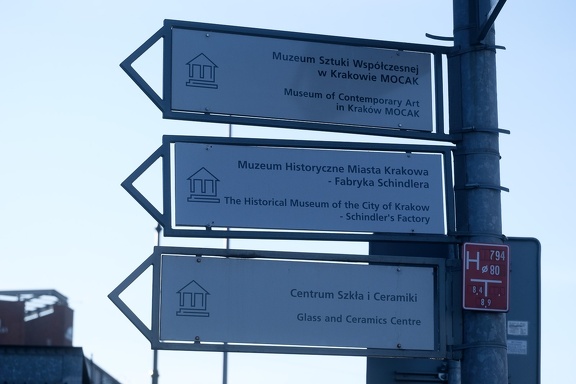 Muzeum Sztuki Współczesnej
w Krakowie MOCAK
Museum of Contemporary Art
in Kraków MOCAK
Muzeum Historyczne Miasta Krakowa
- Fabryka Schindlera
The Historical Museum of the City of Krakow
- Schindler's Factory
Centrum Szkła i Ceramiki
Glass and Ceramics Centre
H 794
ø 80
8,4
8,9